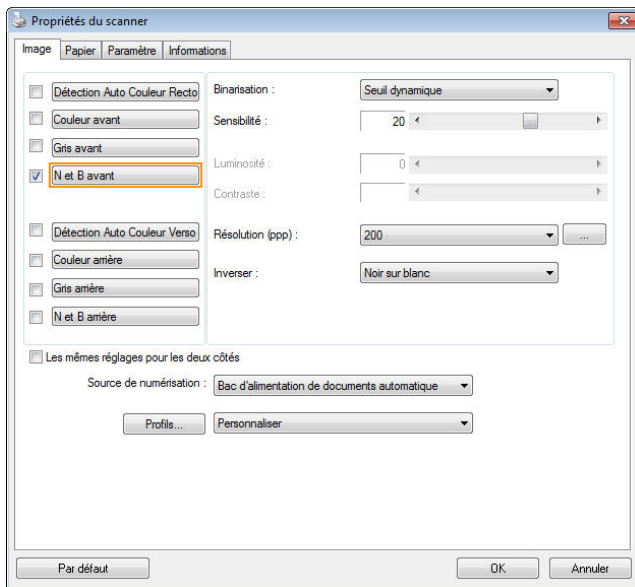 Propriétés du scanner
Image Papier Paramètre Informations
Détection Auto Couleur Recto
Couleur avant
Gris avant
N et B avant
Détection Auto Couleur Verso
Couleur arrière
Gris arrière
N et B arrière
Binarisation : Seuil dynamique
Sensibilité : 20
Luminosité : 0
Contraste :
Résolution (ppp) : 200 ...
Inverser : Noir sur blanc
Les mêmes réglages pour les deux côtés
Source de numérisation : Bac d'alimentation de documents automatique
Profils... Personnaliser
Par défaut OK Annuler